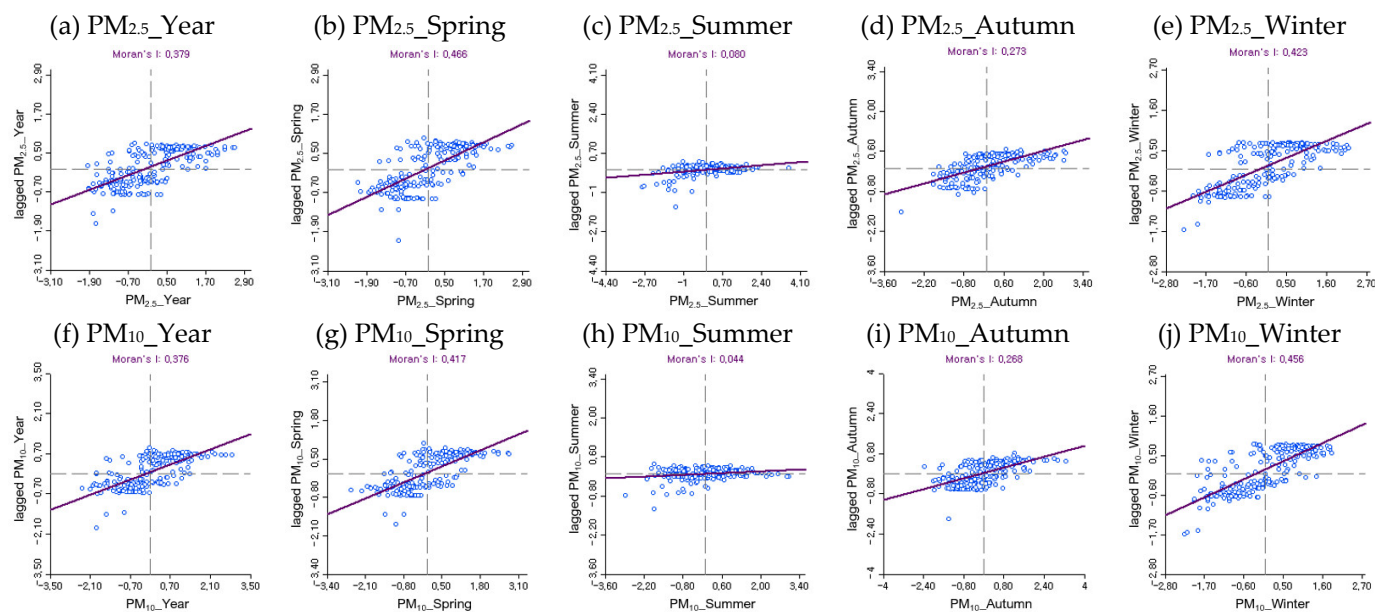 (a) PM2.5_Year
Moran's I: 0,379
lagged PM2.5_Year
2,90
1,70
0,50
-0,70
-1,90
-3,10
-3,10 -1,90 -0,70 0,50 1,70 2,90
PM2.5_Year
(b) PM2.5_Spring
Moran's I: 0,466
lagged PM2.5_Spring
2,90
1,70
0,50
-0,70
-1,90
-3,10
-3,10 -1,90 -0,70 0,50 1,70 2,90
PM2.5_Spring
(c) PM2.5_Summer
Moran's I: 0,080
lagged PM2.5_Summer
4,10
2,40
0,70
-1
-2,70
-4,40
-4,40 -2,70 -1 0,70 2,40 4,10
PM2.5_Summer
(d) PM2.5_Autumn
Moran's I: 0,273
lagged PM2.5_Autumn
3,40
2,00
0,60
-0,80
-2,20
-3,60
-3,60 -2,20 -0,80 0,60 2,00 3,40
PM2.5_Autumn
(e) PM2.5_Winter
Moran's I: 0,423
lagged PM2.5_Winter
2,70
1,60
0,50
-0,60
-1,70
-2,80
-2,80 -1,70 -0,60 0,50 1,60 2,70
PM2.5_Winter
(f) PM10_Year
Moran's I: 0,376
lagged PM10_Year
3,50
2,10
0,70
-0,70
-2,10
-3,50
-3,50 -2,10 -0,70 0,70 2,10 3,50
PM10_Year
(g) PM10_Spring
Moran's I: 0,417
lagged PM10_Spring
3,10
1,80
0,50
-0,80
-2,10
-3,40
-3,40 -2,10 -0,80 0,50 1,80 3,10
PM10_Spring
(h) PM10_Summer
Moran's I: 0,044
lagged PM10_Summer
3,40
2,00
0,60
-0,80
-2,20
-3,60
-3,60 -2,20 -0,80 0,60 2,00 3,40
PM10_Summer
(i) PM10_Autumn
Moran's I: 0,268
lagged PM10_Autumn
4
2,40
0,80
-0,80
-2,40
-4
-4 -2,40 -0,80 0,80 2,40 4
PM10_Autumn
(j) PM10_Winter
Moran's I: 0,456
lagged PM10_Winter
2,70
1,60
0,50
-0,60
-1,70
-2,80
-2,80 -1,70 -0,60 0,50 1,60 2,70
PM10_Winter